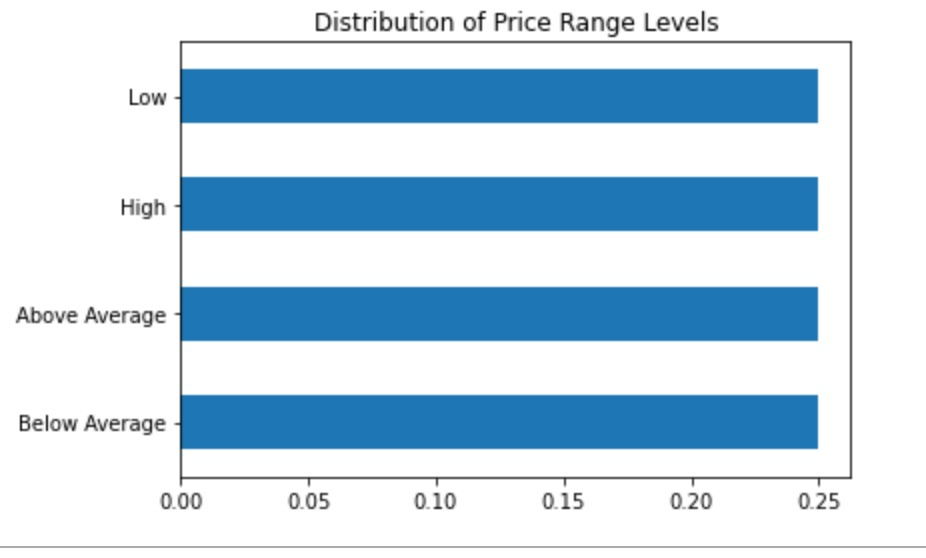 Distribution of Price Range Levels
Low
High
Above Average
Below Average
0.00 0.05 0.10 0.15 0.20 0.25